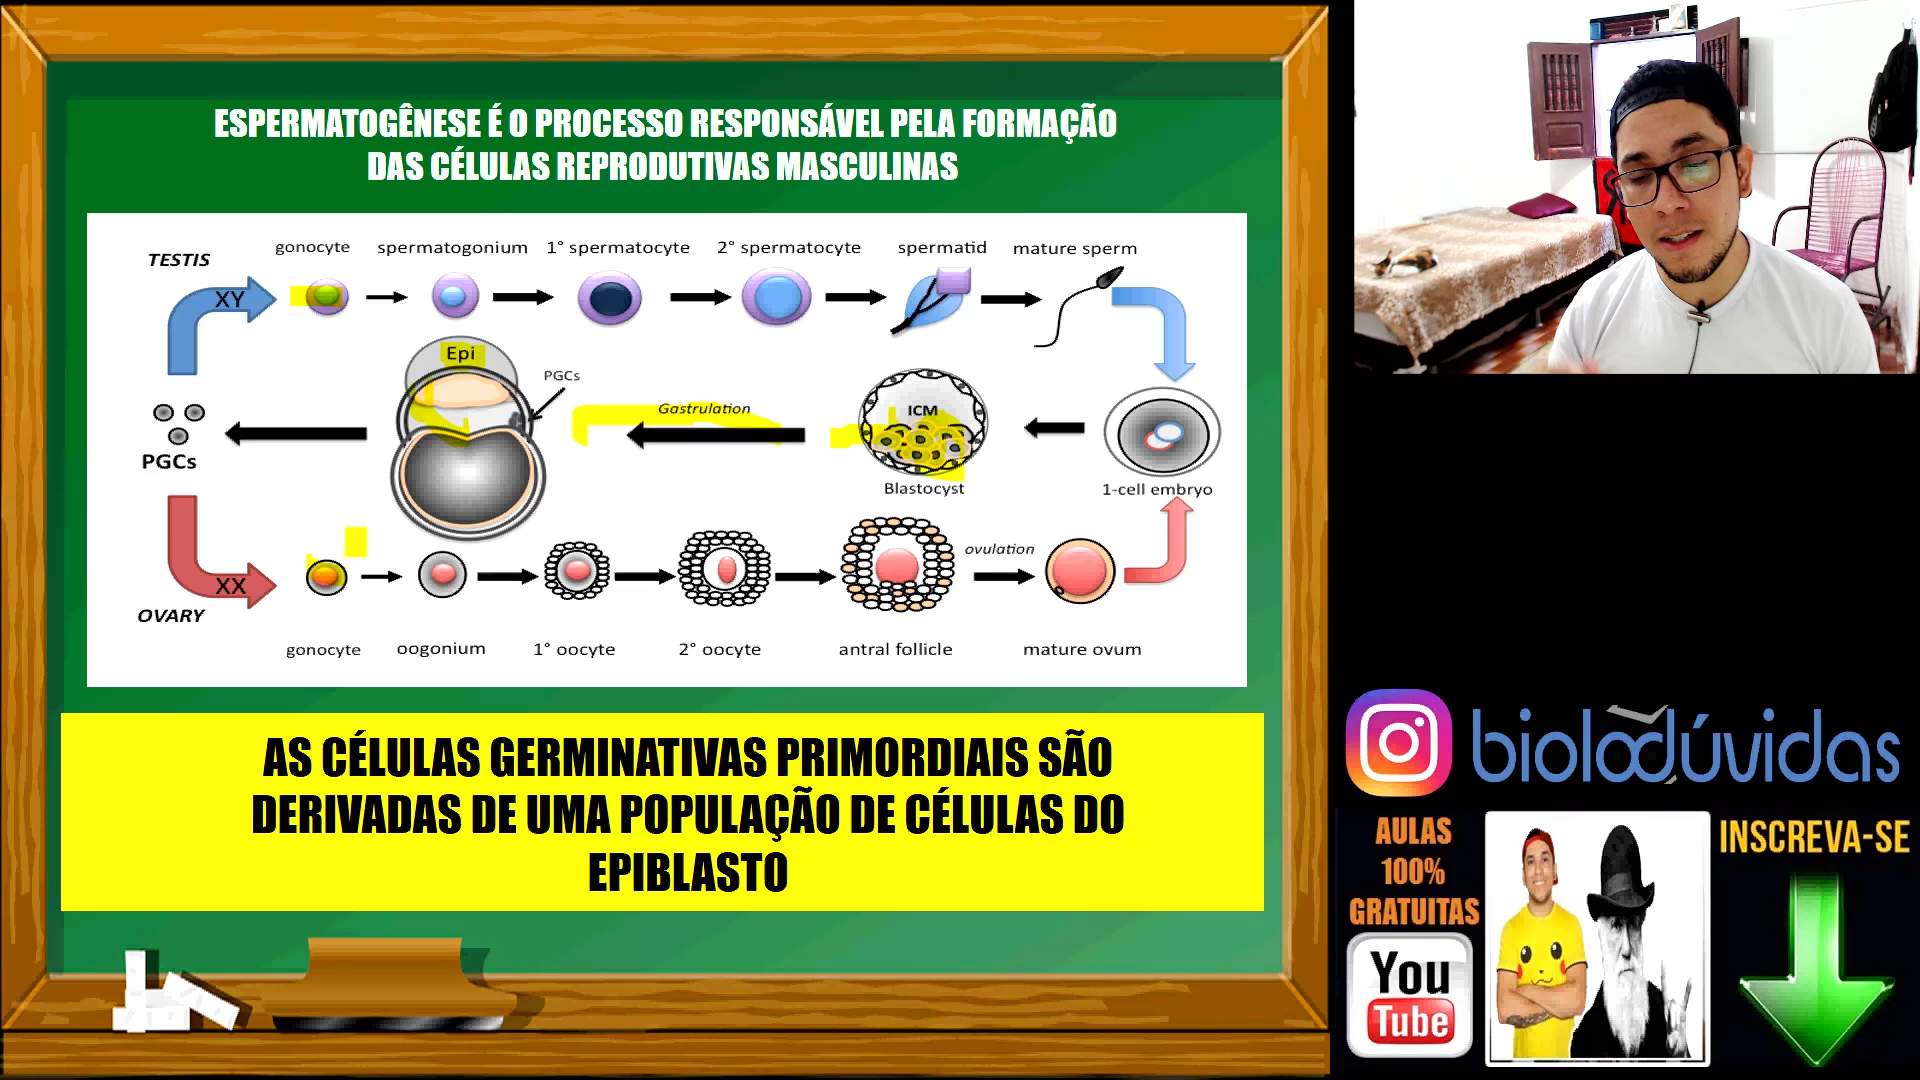 ESPERMATOGÊNESE É O PROCESSO RESPONSÁVEL PELA FORMAÇÃO
DAS CÉLULAS REPRODUTIVAS MASCULINAS
TESTIS
gonocyte
spermatogonium
1° spermatocyte
2° spermatocyte
spermatid
mature sperm
XY
Epi
PGCs
Gastrulation
ICM
PGCs
Blastocyst
1-cell embryo
ovulation
XX
OVARY
gonocyte
oogonium
1° oocyte
2° oocyte
antral follicle
mature ovum
AS CÉLULAS GERMINATIVAS PRIMORDIAIS SÃO
DERIVADAS DE UMA POPULAÇÃO DE CÉLULAS DO
EPIBLASTO
biolodúvidas
AULAS
100%
GRATUITAS
You
Tube
INSCREVA-SE